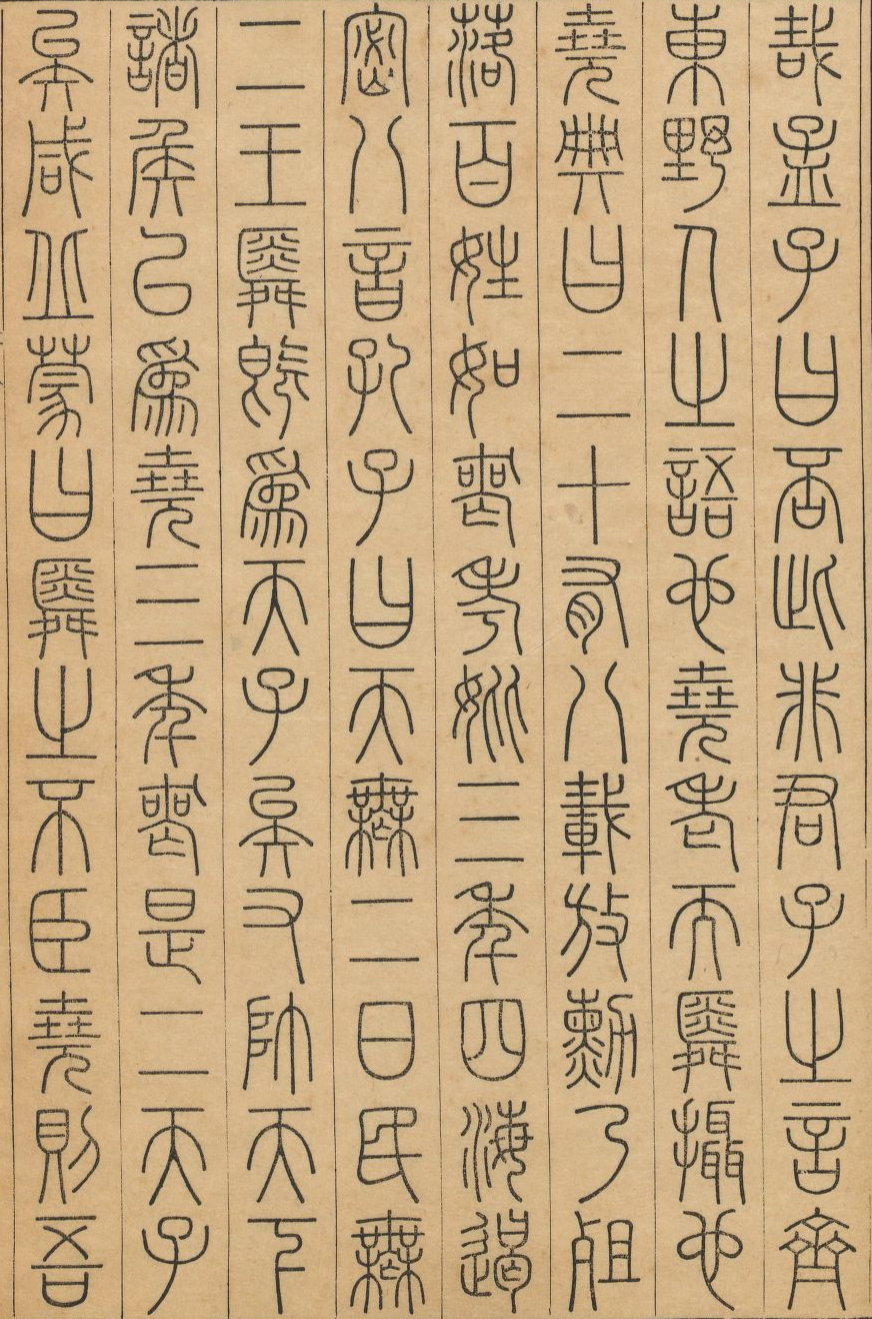 哉孟子曰否此非君子之言齊
東野人之語也堯老而舜攝也
堯典曰二十有八載放勳乃徂
落百姓如喪考妣三年四海遏
密八音孔子曰天無二日民無
二王舜既爲天子矣又帥天下
諸侯以爲堯三年喪是二天子
矣咸丘蒙曰舜之不臣堯則吾